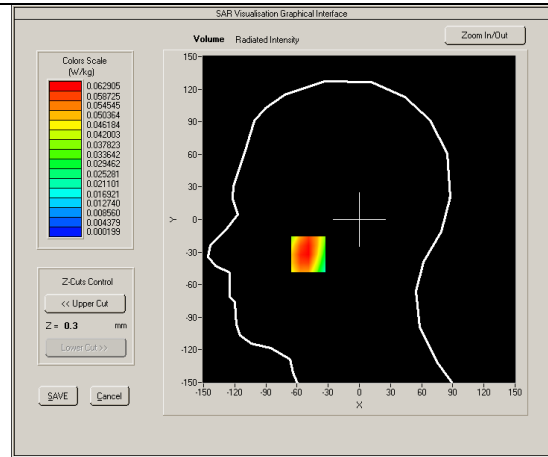 SAR Visualisation Graphical Interface
Volume Radiated Intensity
Zoom In/Out
Colors Scale
(W/kg)
0.062905
0.058725
0.054545
0.050364
0.046184
0.042003
0.037823
0.033642
0.029462
0.025281
0.021101
0.016921
0.012740
0.008560
0.004379
0.000199
Z-Cuts Control
<< Upper Cut
Z = 0.3 mm
Lower Cut >>
SAVE Cancel
150
120
90
60
30
Y 0
-30
-60
-90
-120
-150
-150 -120 -90 -60 -30 0 30 60 90 120 150
X